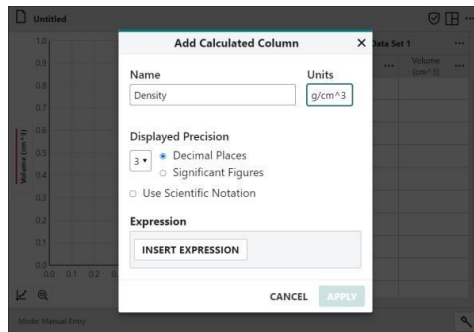 Untitled
Add Calculated Column
Data Set 1
Name
Units
Density
g/cm^3
Volume
(cm^3)
Displayed Precision
3
Decimal Places
Significant Figures
Use Scientific Notation
Expression
INSERT EXPRESSION
CANCEL
APPLY
Volume (cm^3)
1.0
0.8
0.7
0.6
0.5
0.4
0.3
0.2
0.1
0.0
0.0 0.1 0.2
Mode: Manual Entry